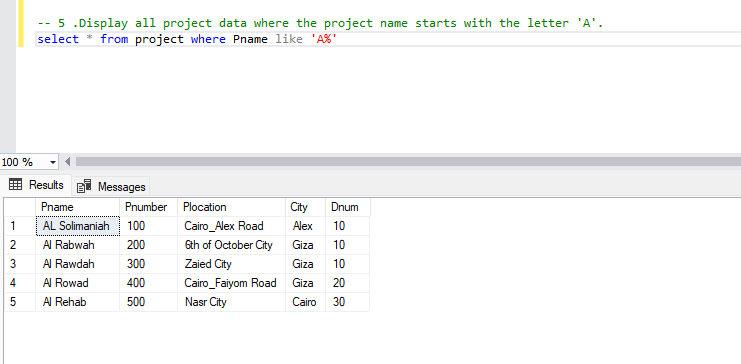 -- 5 .Display all project data where the project name starts with the letter 'A'.
select * from project where Pname like 'A%'
100 %
Results Messages
Pname Pnumber Plocation City Dnum
1 AL Solimaniah 100 Cairo_Alex Road Alex 10
2 Al Rabwah 200 6th of October City Giza 10
3 Al Rawdah 300 Zaied City Giza 10
4 Al Rowad 400 Cairo_Faiyom Road Giza 20
5 Al Rehab 500 Nasr City Cairo 30